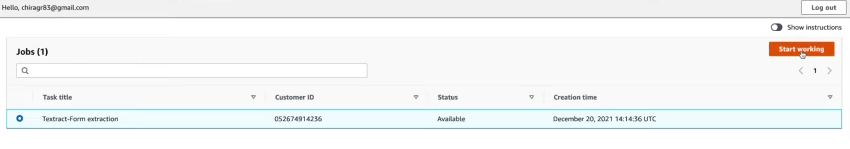 Hello, chiragr83@gmail.com Log out
Show instructions
Jobs (1) Start working
< 1 >
Task title Customer ID Status Creation time
Textract-Form extraction 052674914236 Available December 20, 2021 14:14:36 UTC